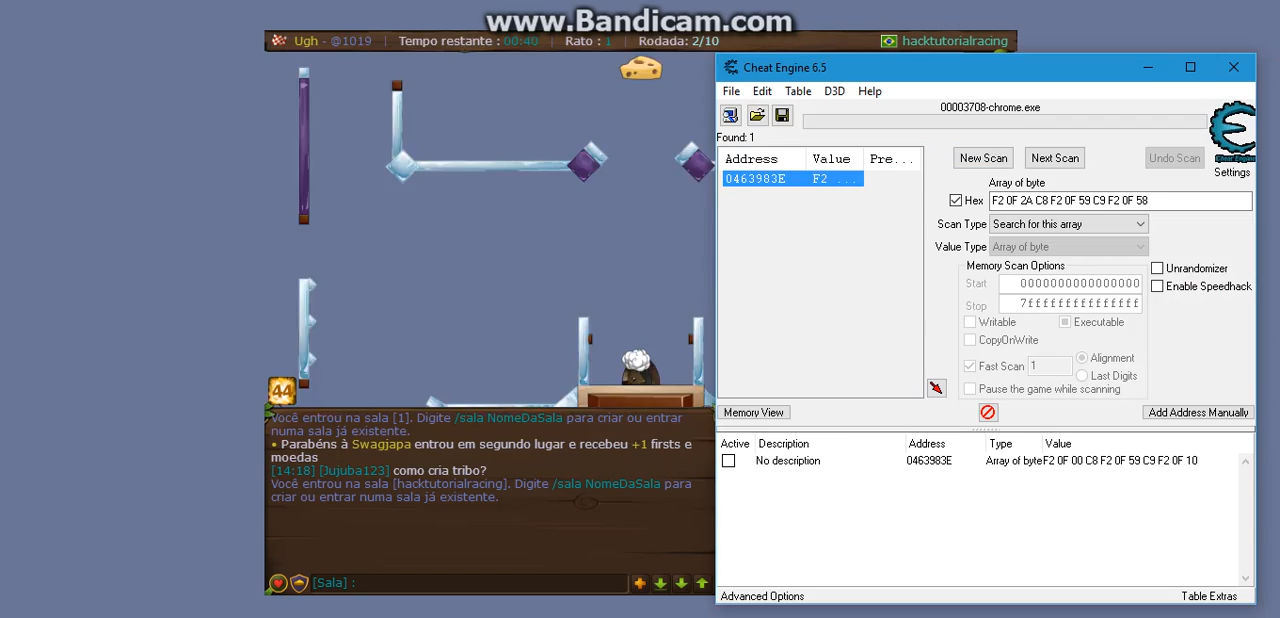 www.Bandicam.com
Ugh - @1019 | Tempo restante : 00:40 | Rato : 1 | Rodada: 2/10
hacktutorialracing
44
Você entrou na sala [1]. Digite /sala NomeDaSala para criar ou entrar
numa sala já existente.
• Parabéns à Swagjapa entrou em segundo lugar e recebeu +1 firsts e
moedas
[14:18] [Jujuba123] como cria tribo?
Você entrou na sala [hacktutorialracing]. Digite /sala NomeDaSala para
criar ou entrar numa sala já existente.
[Sala] :
Cheat Engine 6.5
File Edit Table D3D Help
00003708-chrome.exe
Found: 1
Address Value Pre...
0463983E F2 ...
New Scan Next Scan Undo Scan
Cheat Engine
Settings
Array of byte
Hex F2 0F 2A C8 F2 0F 59 C9 F2 0F 58
Scan Type Search for this array
Value Type Array of byte
Memory Scan Options
Start 0000000000000000
Stop 7fffffffffffffff
Writable Executable
CopyOnWrite
Fast Scan 1 Alignment
Last Digits
Pause the game while scanning
Unrandomizer
Enable Speedhack
Memory View
Add Address Manually
Active Description Address Type Value
No description 0463983E Array of byte F2 0F 00 C8 F2 0F 59 C9 F2 0F 10
Advanced Options Table Extras